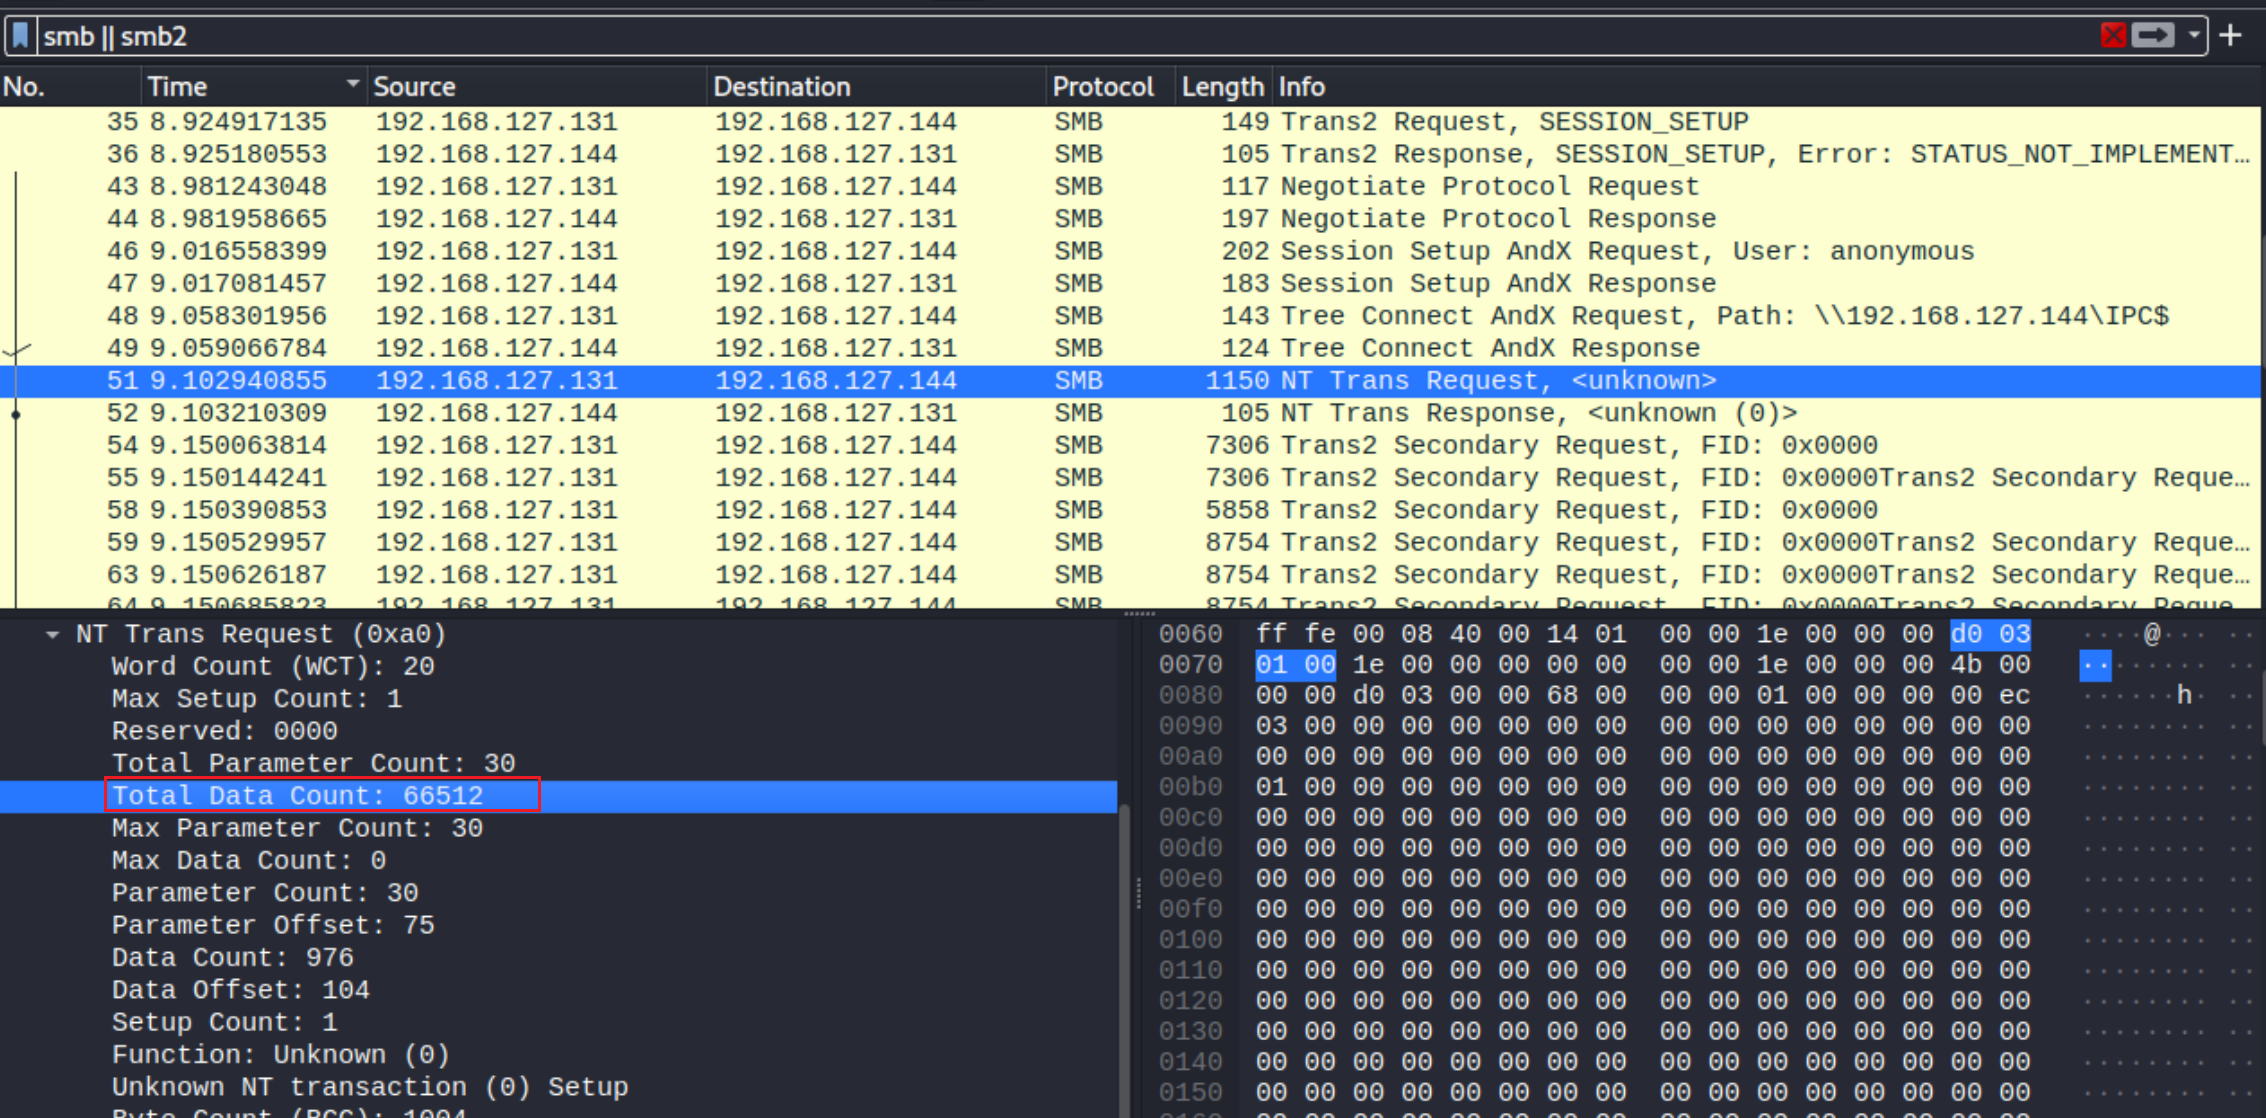 smb || smb2
No. Time Source Destination Protocol Length Info
35 8.924917135 192.168.127.131 192.168.127.144 SMB 149 Trans2 Request, SESSION_SETUP
36 8.925180553 192.168.127.144 192.168.127.131 SMB 105 Trans2 Response, SESSION_SETUP, Error: STATUS_NOT_IMPLEMENT…
43 8.981243048 192.168.127.131 192.168.127.144 SMB 117 Negotiate Protocol Request
44 8.981958665 192.168.127.144 192.168.127.131 SMB 197 Negotiate Protocol Response
46 9.016558399 192.168.127.131 192.168.127.144 SMB 202 Session Setup AndX Request, User: anonymous
47 9.017081457 192.168.127.144 192.168.127.131 SMB 183 Session Setup AndX Response
48 9.058301956 192.168.127.131 192.168.127.144 SMB 143 Tree Connect AndX Request, Path: \\192.168.127.144\IPC$
49 9.059066784 192.168.127.144 192.168.127.131 SMB 124 Tree Connect AndX Response
51 9.102940855 192.168.127.131 192.168.127.144 SMB 1150 NT Trans Request, <unknown>
52 9.103210309 192.168.127.144 192.168.127.131 SMB 105 NT Trans Response, <unknown (0)>
54 9.150063814 192.168.127.131 192.168.127.144 SMB 7306 Trans2 Secondary Request, FID: 0x0000
55 9.150144241 192.168.127.131 192.168.127.144 SMB 7306 Trans2 Secondary Request, FID: 0x0000Trans2 Secondary Reque…
58 9.150390853 192.168.127.131 192.168.127.144 SMB 5858 Trans2 Secondary Request, FID: 0x0000
59 9.150529957 192.168.127.131 192.168.127.144 SMB 8754 Trans2 Secondary Request, FID: 0x0000Trans2 Secondary Reque…
63 9.150626187 192.168.127.131 192.168.127.144 SMB 8754 Trans2 Secondary Request, FID: 0x0000Trans2 Secondary Reque…
64 9.150685823 192.168.127.131 192.168.127.144 SMB 8754 Trans2 Secondary Request, FID: 0x0000Trans2 Secondary Reque
NT Trans Request (0xa0)
Word Count (WCT): 20
Max Setup Count: 1
Reserved: 0000
Total Parameter Count: 30
Total Data Count: 66512
Max Parameter Count: 30
Max Data Count: 0
Parameter Count: 30
Parameter Offset: 75
Data Count: 976
Data Offset: 104
Setup Count: 1
Function: Unknown (0)
Unknown NT transaction (0) Setup
Byte Count (BCC): 1004
0060 ff fe 00 08 40 00 14 01 00 00 1e 00 00 00 d0 03 ····@··· ··
0070 01 00 1e 00 00 00 00 00 00 00 1e 00 00 00 4b 00 ········ ··
0080 00 00 d0 03 00 00 68 00 00 00 01 00 00 00 00 ec ······h· ··
0090 03 00 00 00 00 00 00 00 00 00 00 00 00 00 00 00 ········ ··
00a0 00 00 00 00 00 00 00 00 00 00 00 00 00 00 00 00 ········ ··
00b0 01 00 00 00 00 00 00 00 00 00 00 00 00 00 00 00 ········ ··
00c0 00 00 00 00 00 00 00 00 00 00 00 00 00 00 00 00 ········ ··
00d0 00 00 00 00 00 00 00 00 00 00 00 00 00 00 00 00 ········ ··
00e0 00 00 00 00 00 00 00 00 00 00 00 00 00 00 00 00 ········ ··
00f0 00 00 00 00 00 00 00 00 00 00 00 00 00 00 00 00 ········ ··
0100 00 00 00 00 00 00 00 00 00 00 00 00 00 00 00 00 ········ ··
0110 00 00 00 00 00 00 00 00 00 00 00 00 00 00 00 00 ········ ··
0120 00 00 00 00 00 00 00 00 00 00 00 00 00 00 00 00 ········ ··
0130 00 00 00 00 00 00 00 00 00 00 00 00 00 00 00 00 ········ ··
0140 00 00 00 00 00 00 00 00 00 00 00 00 00 00 00 00 ········ ··
0150 00 00 00 00 00 00 00 00 00 00 00 00 00 00 00 00 ········ ··